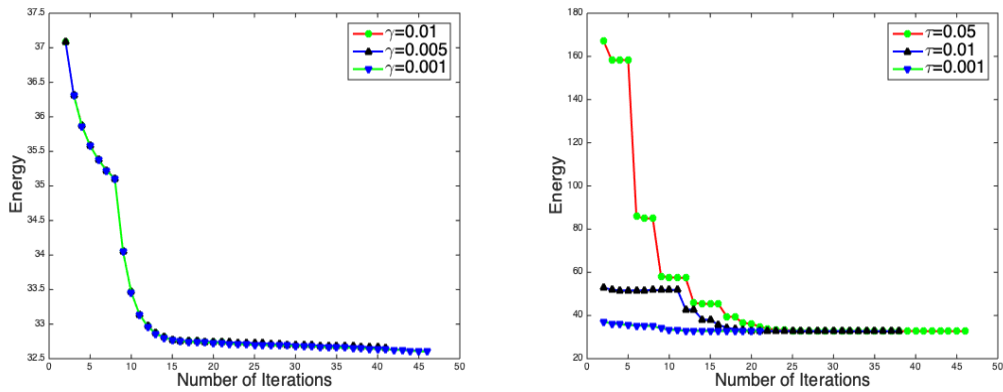 37.5
37
36.5
36
35.5
35
34.5
34
33.5
33
32.5
Energy
0 5 10 15 20 25 30 35 40 45 50
Number of Iterations
γ=0.01
γ=0.005
γ=0.001
180
160
140
120
100
80
60
40
20
Energy
0 5 10 15 20 25 30 35 40 45 50
Number of Iterations
τ=0.05
τ=0.01
τ=0.001